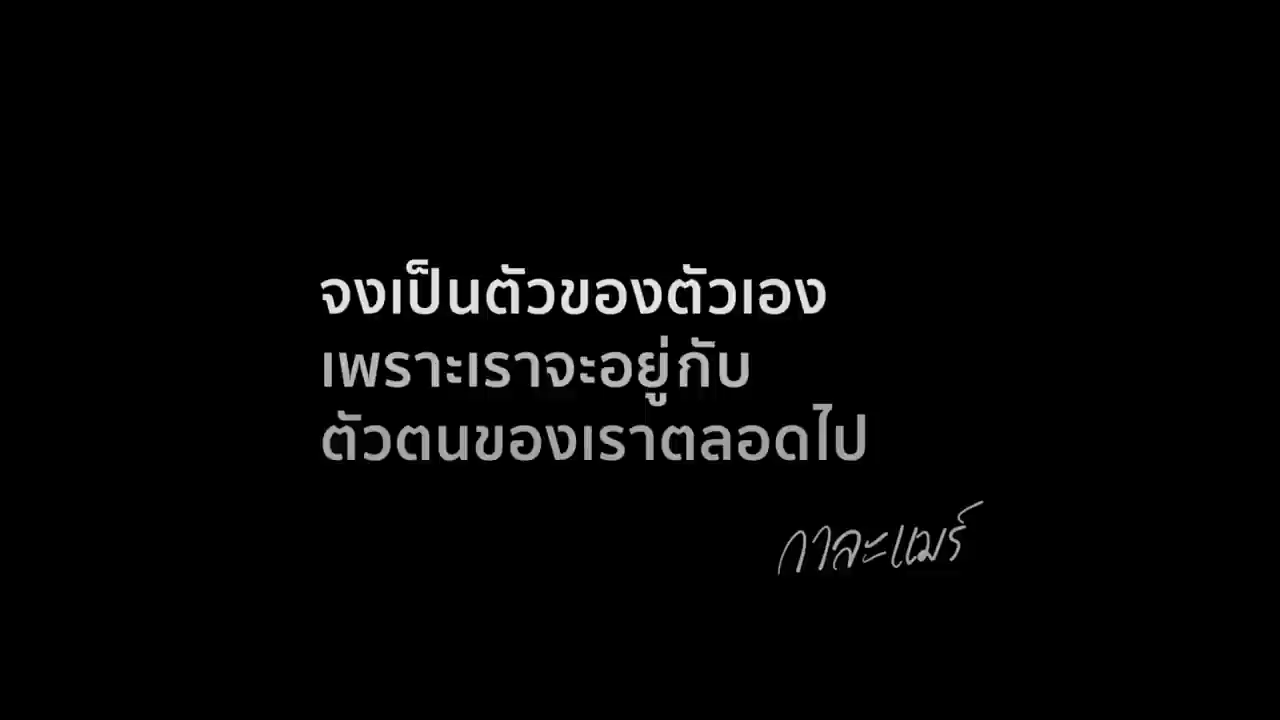 จงเป็นตัวของตัวเอง
เพราะเราจะอยู่กับ
ตัวตนของเราตลอดไป
กาละแมร์